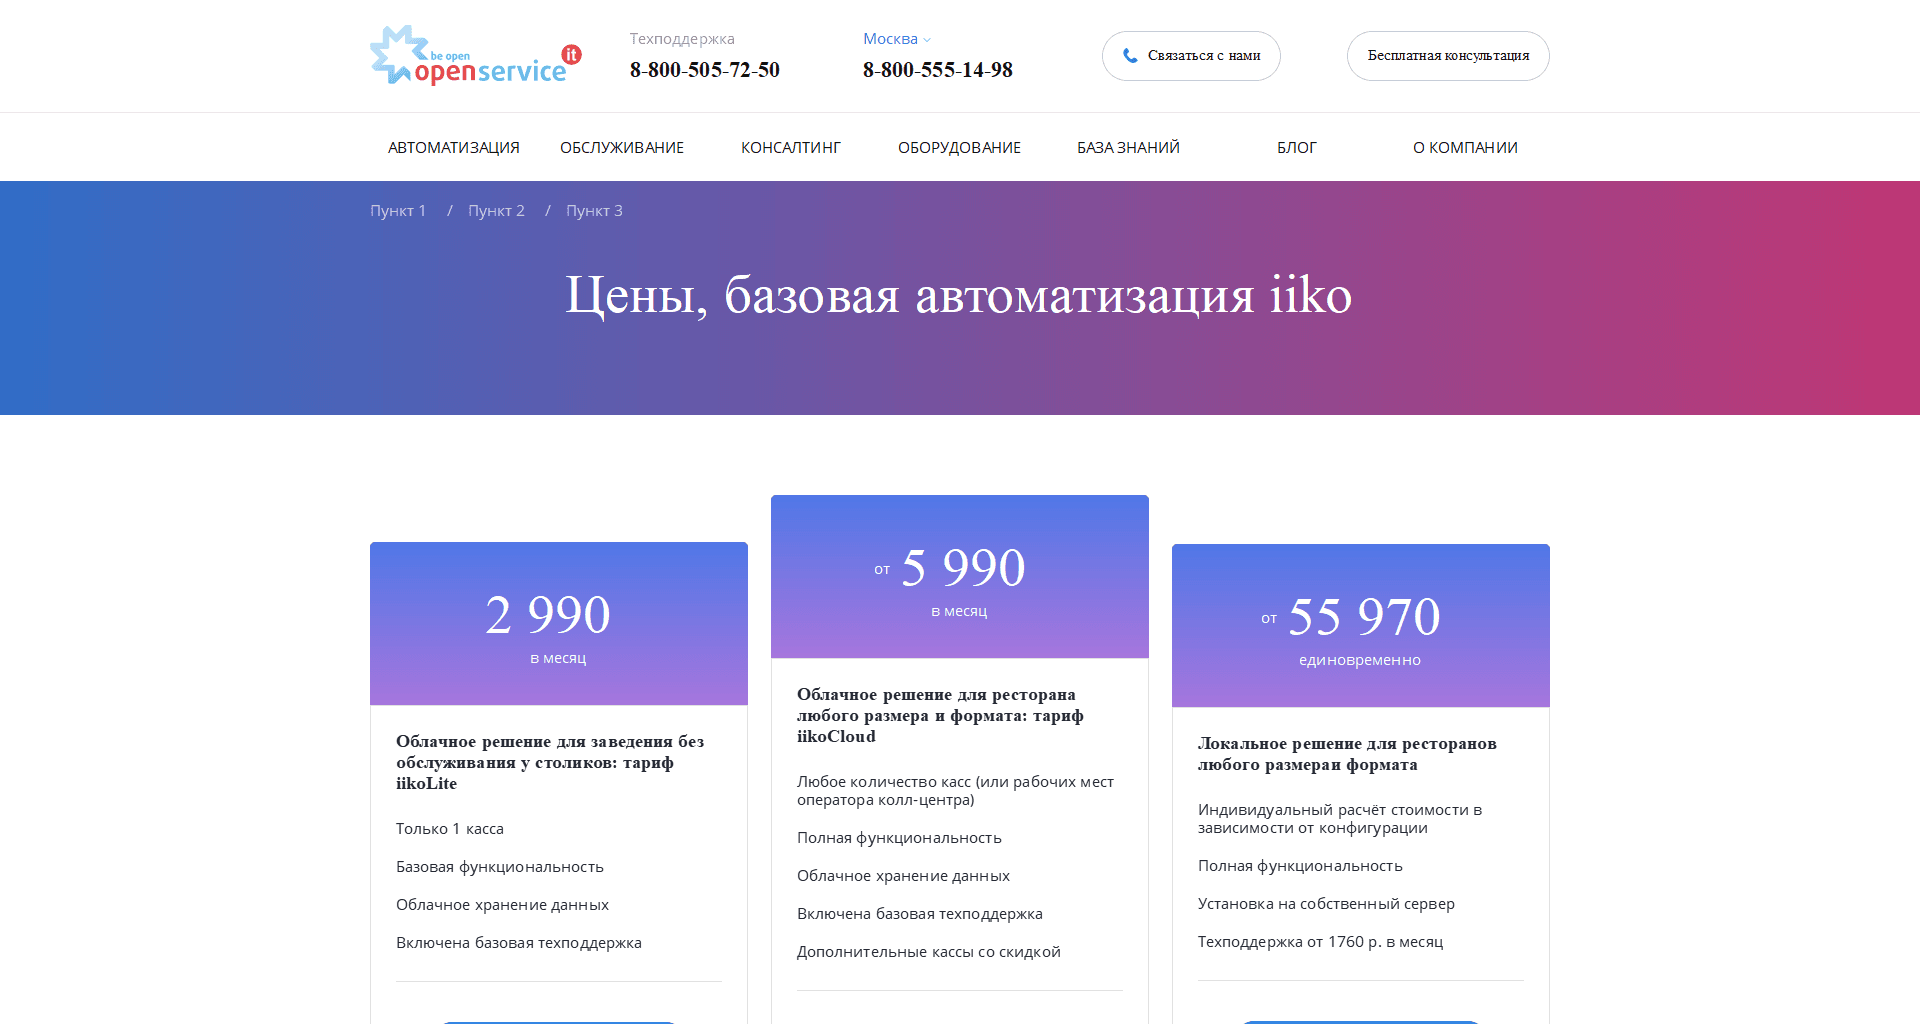 be open
openservice it
Техподдержка
8-800-505-72-50
Москва
8-800-555-14-98
Связаться с нами
Бесплатная консультация
АВТОМАТИЗАЦИЯ
ОБСЛУЖИВАНИЕ
КОНСАЛТИНГ
ОБОРУДОВАНИЕ
БАЗА ЗНАНИЙ
БЛОГ
О КОМПАНИИ
Пункт 1 / Пункт 2 / Пункт 3
Цены, базовая автоматизация iiko
2 990
в месяц
Облачное решение для заведения без
обслуживания у столиков: тариф
iikoLite
Только 1 касса
Базовая функциональность
Облачное хранение данных
Включена базовая техподдержка
от 5 990
в месяц
Облачное решение для ресторана
любого размера и формата: тариф
iikoCloud
Любое количество касс (или рабочих мест
оператора колл-центра)
Полная функциональность
Облачное хранение данных
Включена базовая техподдержка
Дополнительные кассы со скидкой
от 55 970
единовременно
Локальное решение для ресторанов
любого размераи формата
Индивидуальный расчёт стоимости в
зависимости от конфигурации
Полная функциональность
Установка на собственный сервер
Техподдержка от 1760 р. в месяц